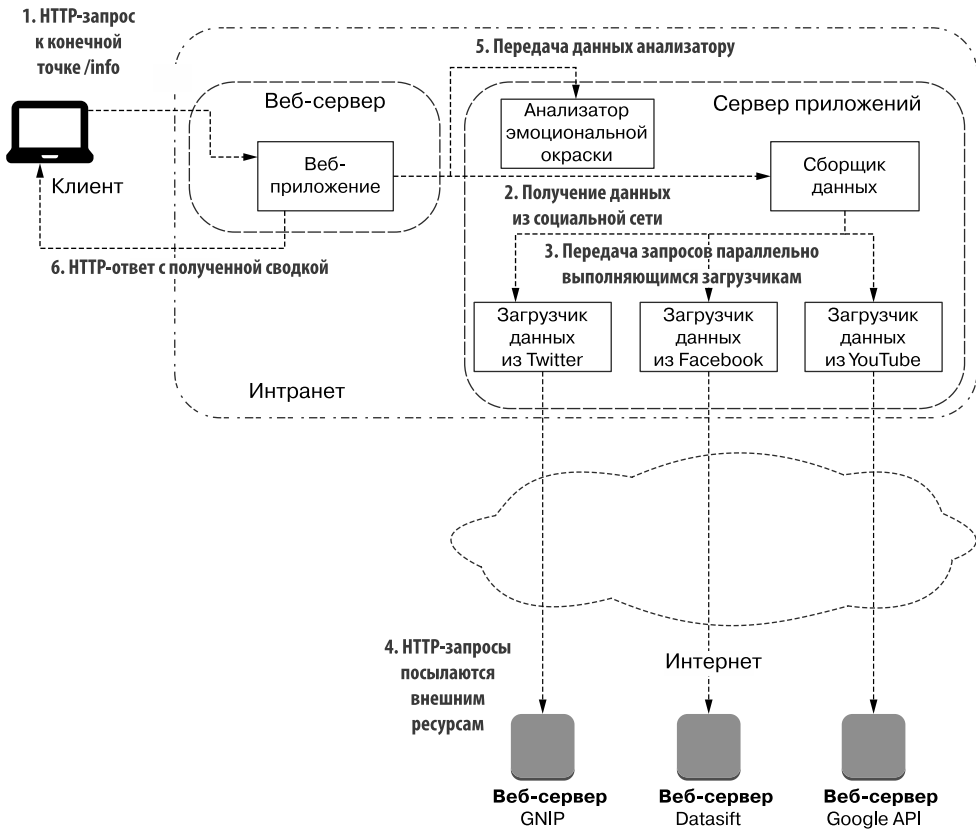 1. HTTP-запрос
к конечной
точке /info
5. Передача данных анализатору
Веб-сервер
Сервер приложений
Анализатор
эмоциональной
окраски
Клиент
Веб-
приложение
Сборщик
данных
2. Получение данных
из социальной сети
6. HTTP-ответ с полученной сводкой
3. Передача запросов параллельно
выполняющимся загрузчикам
Загрузчик
данных
из Twitter
Загрузчик
данных
из Facebook
Загрузчик
данных
из YouTube
Интранет
4. HTTP-запросы
посылаются
внешним
ресурсам
Интернет
Веб-сервер
GNIP
Веб-сервер
Datasift
Веб-сервер
Google API